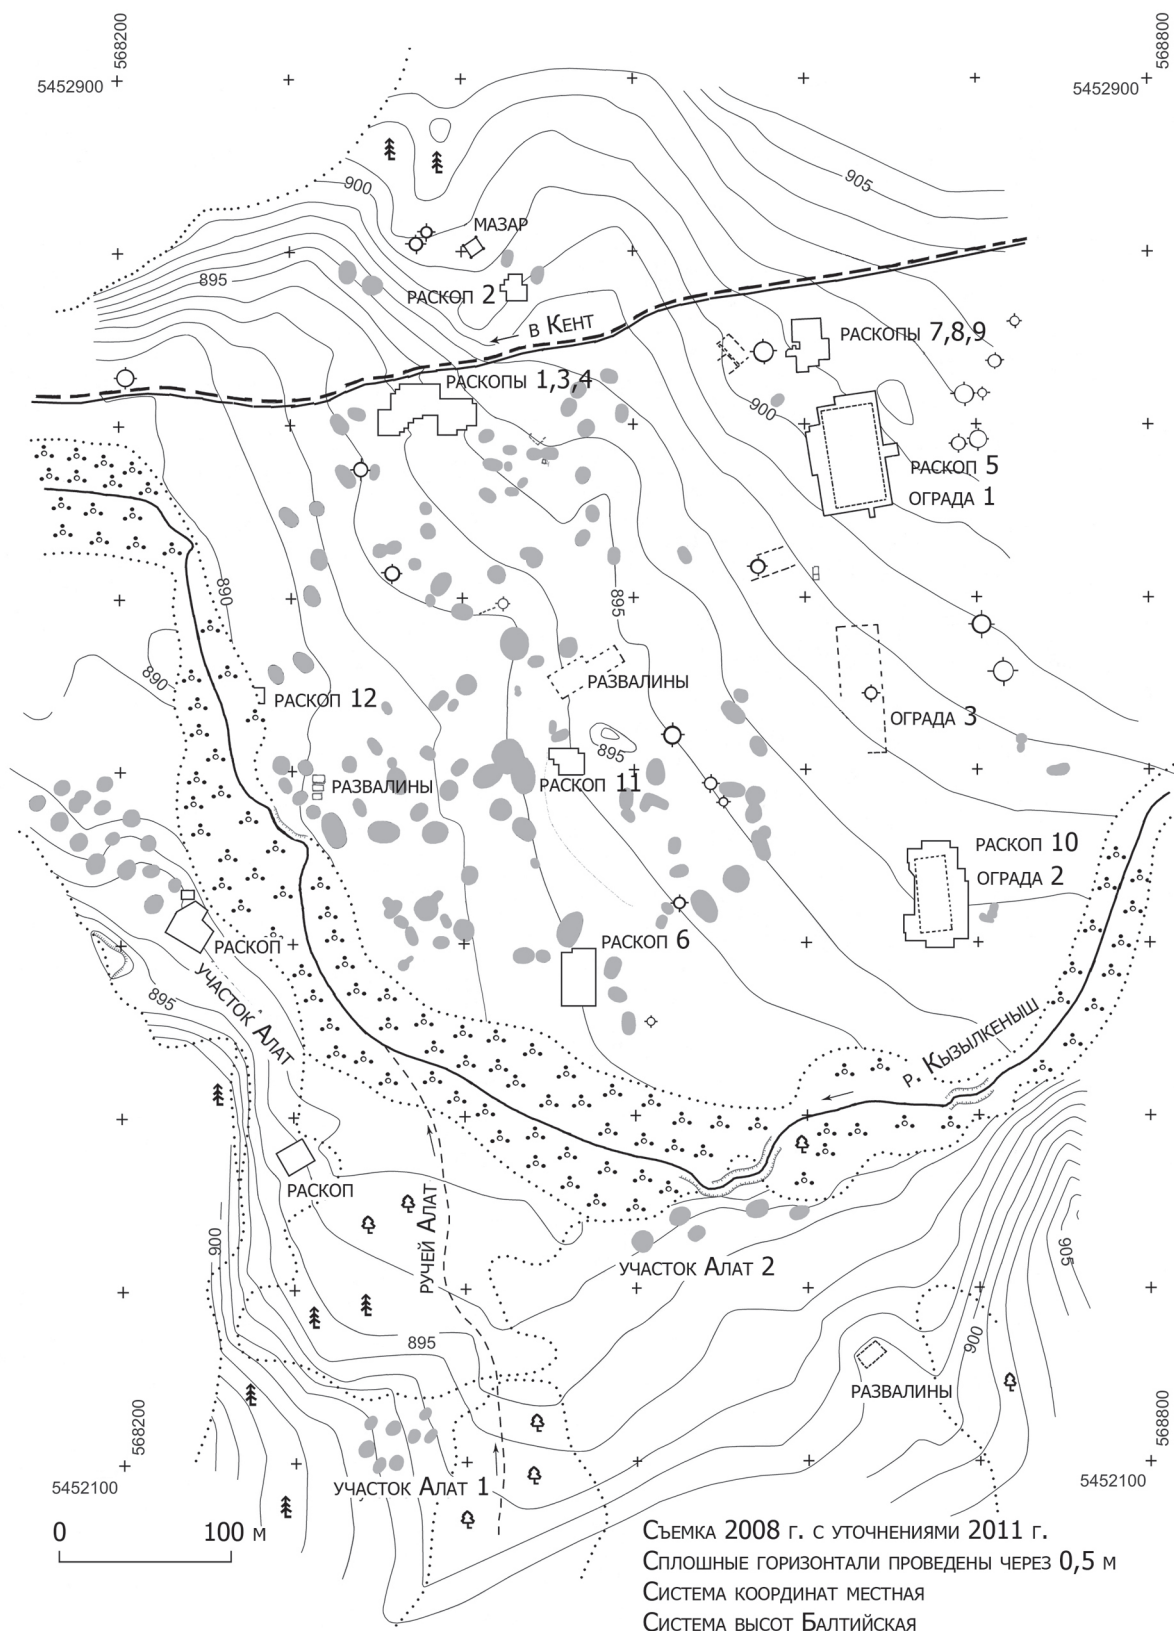 568200
568800
5452900
5452900
905
900
МАЗАР
895
РАСКОП 2
в Кент
РАСКОПЫ 7,8,9
РАСКОПЫ 1,3,4
900
РАСКОП 5
ОГРАДА 1
890
895
890
РАЗВАЛИНЫ
РАСКОП 12
ОГРАДА 3
895
РАЗВАЛИНЫ
РАСКОП 11
РАСКОП 10
ОГРАДА 2
РАСКОП
РАСКОП 6
УЧАСТОК АЛАТ
895
р. Кызылкеныш
РАСКОП
РУЧЕЙ АЛАТ
900
905
УЧАСТОК АЛАТ 2
895
900
РАЗВАЛИНЫ
568200
568800
5452100
УЧАСТОК АЛАТ 1
5452100
0 100 м
Съемка 2008 г. с уточнениями 2011 г.
Сплошные горизонтали проведены через 0,5 м
Система координат местная
Система высот Балтийская